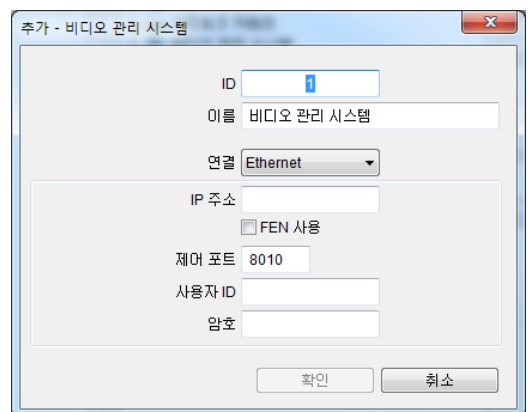 추가 - 비디오 관리 시스템
ID 1
이름 비디오 관리 시스템
연결 Ethernet
IP 주소
FEN 사용
제어 포트 8010
사용자 ID
암호
확인 취소